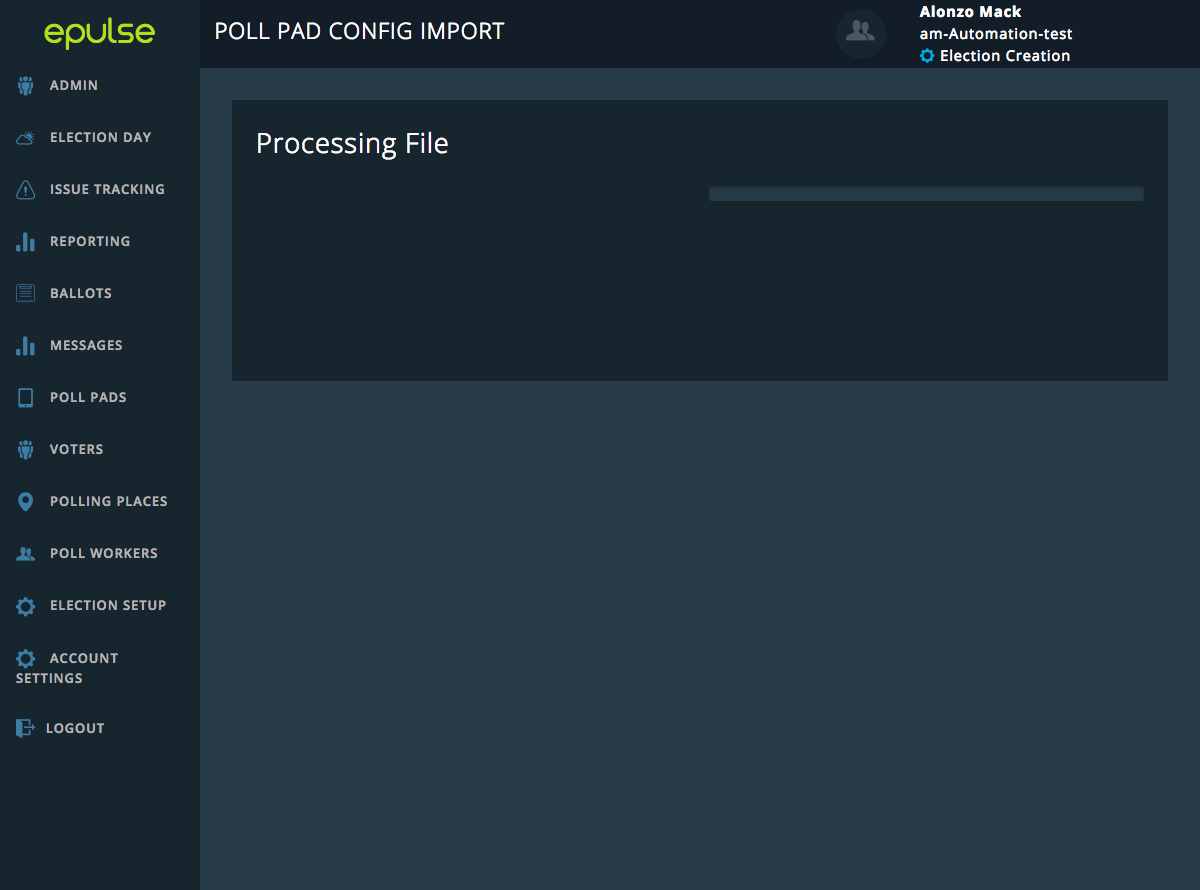 epulse
POLL PAD CONFIG IMPORT
Alonzo Mack
am-Automation-test
Election Creation
ADMIN
ELECTION DAY
ISSUE TRACKING
REPORTING
BALLOTS
MESSAGES
POLL PADS
VOTERS
POLLING PLACES
POLL WORKERS
ELECTION SETUP
ACCOUNT
SETTINGS
LOGOUT
Processing File